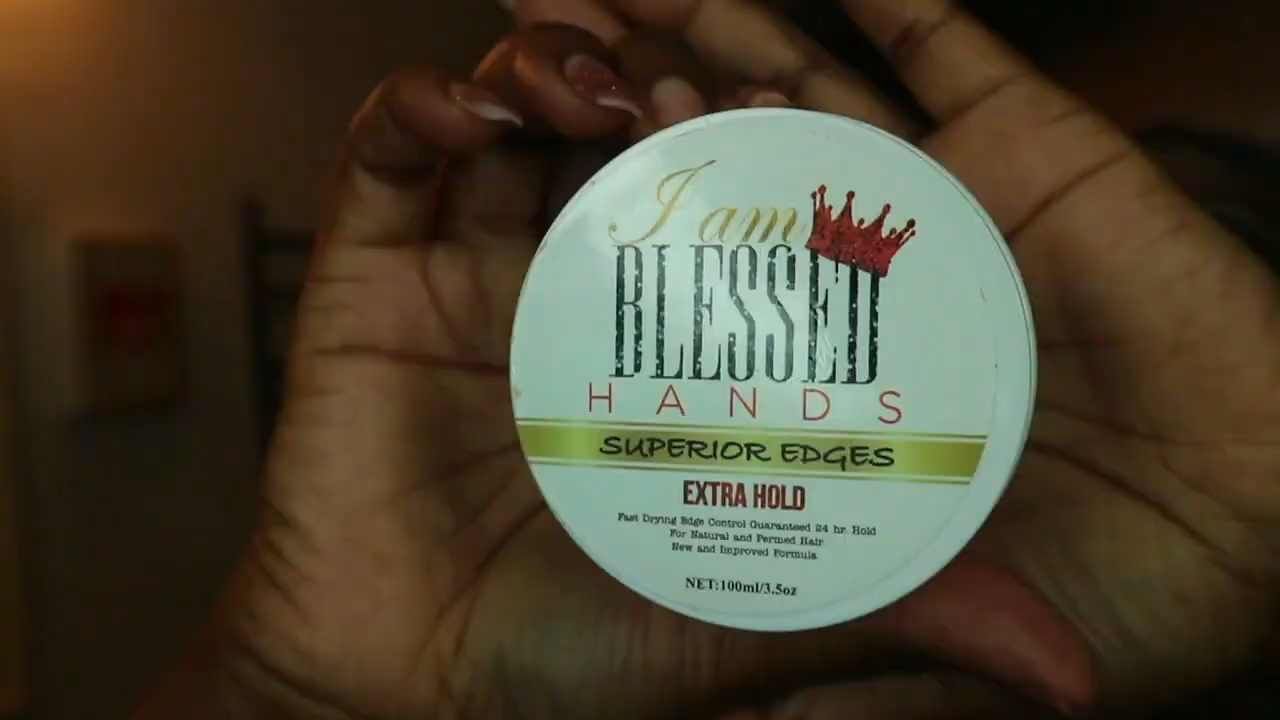 I am
BLESSED
HANDS
SUPERIOR EDGES
EXTRA HOLD
Fast Drying Edge Control Guaranteed 24 hr. Hold
For Natural and Permed Hair
New and Improved Formula
NET:100ml/3.5oz